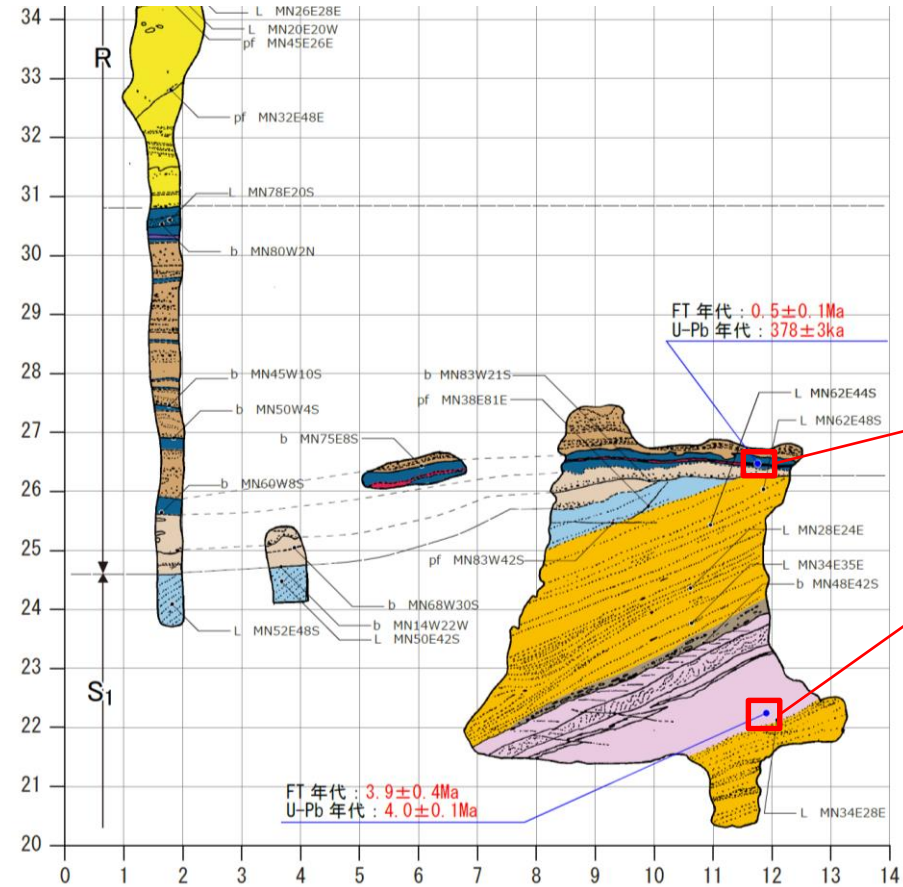 34
33
32
31
30
29
28
27
26
25
24
23
22
21
20
R
S1
L MN26E28E
L MN20E20W
pf MN45E26E
pf MN32E48E
L MN78E20S
b MN80W2N
b MN45W10S
b MN50W4S
b MN60W8S
L MN52E48S
b MN75E8S
b MN68W30S
b MN14W22W
L MN50E42S
b MN83W21S
pf MN38E81E
pf MN83W42S
FT 年代：0.5±0.1Ma
U-Pb 年代：378±3ka
L MN62E44S
L MN62E48S
L MN28E24E
L MN34E35E
b MN48E42S
FT 年代：3.9±0.4Ma
U-Pb 年代：4.0±0.1Ma
L MN34E28E
0 1 2 3 4 5 6 7 8 9 10 11 12 13 14